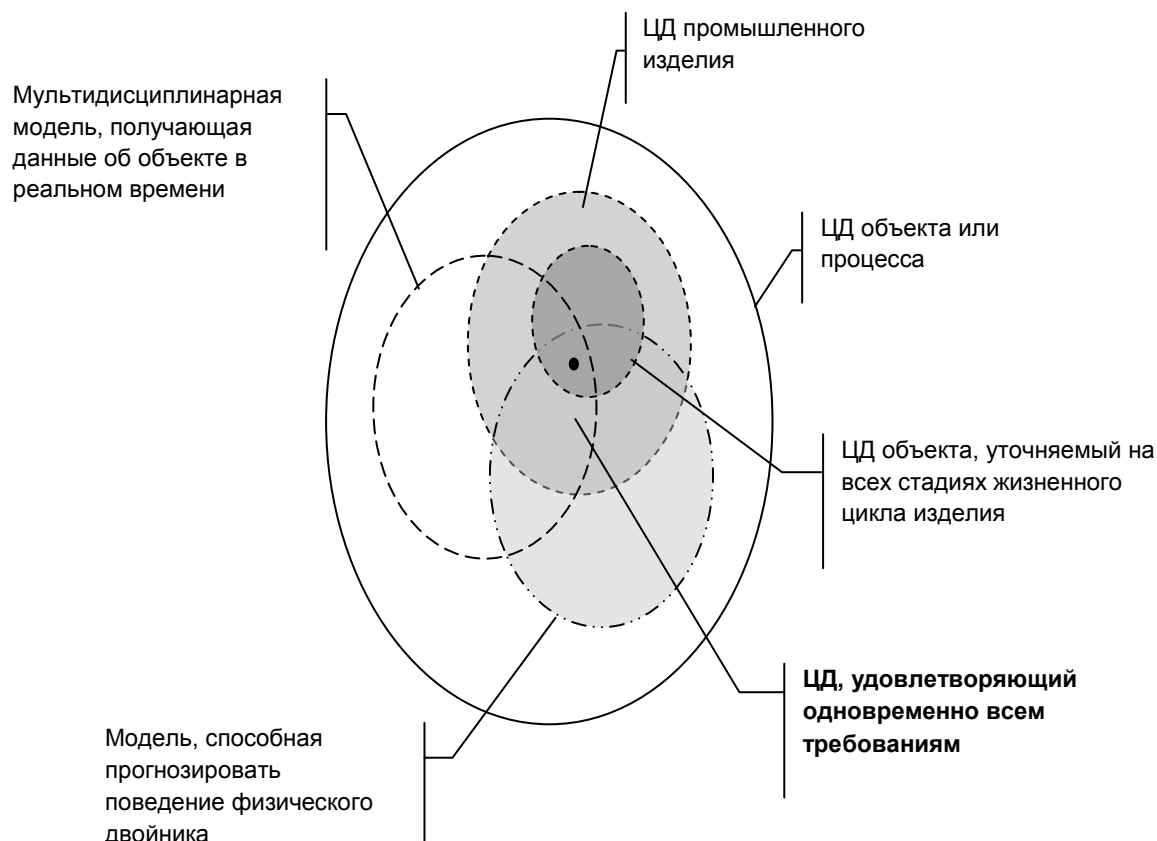 ЦД промышленного
изделия
Мультидисциплинарная
модель, получающая
данные об объекте в
реальном времени
ЦД объекта или
процесса
ЦД объекта, уточняемый на
всех стадиях жизненного
цикла изделия
ЦД, удовлетворяющий
одновременно всем
требованиям
Модель, способная
прогнозировать
поведение физического
двойника